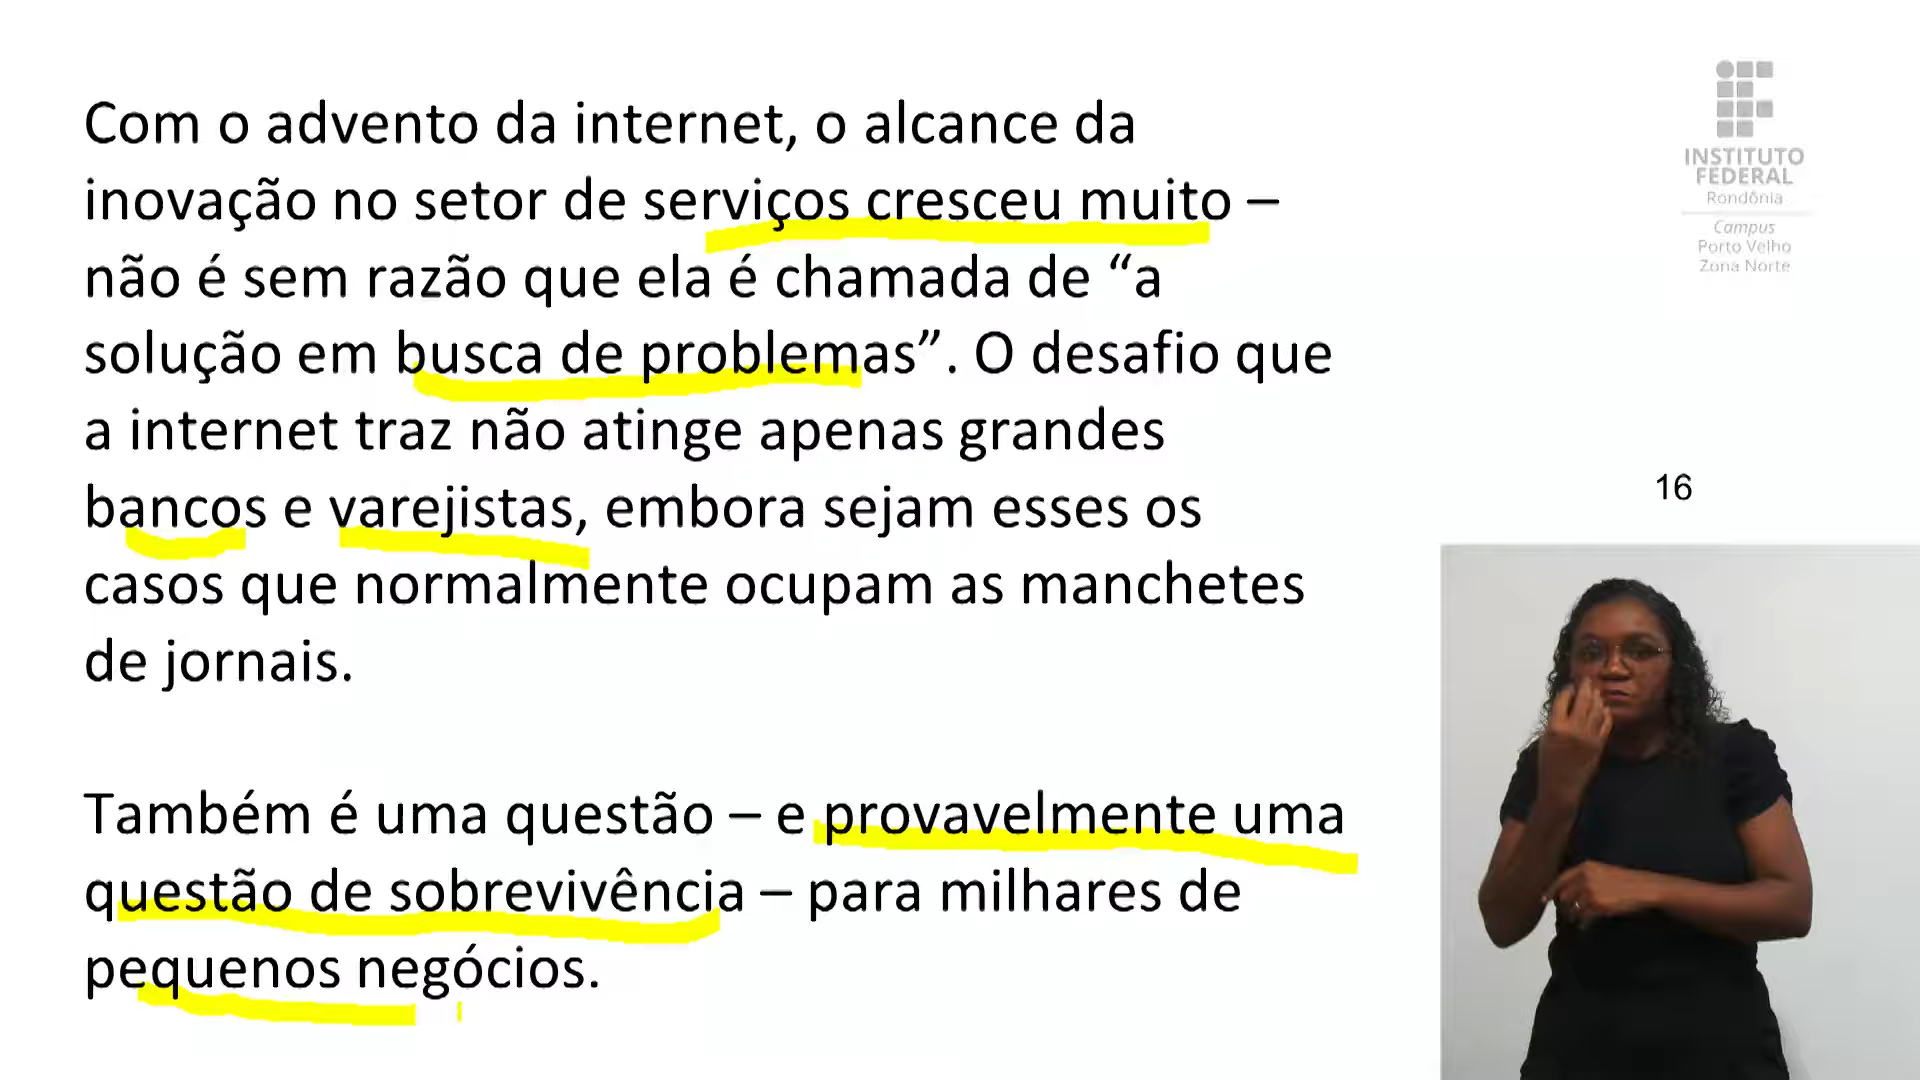 Com o advento da internet, o alcance da
inovação no setor de serviços cresceu muito –
não é sem razão que ela é chamada de “a
solução em busca de problemas”. O desafio que
a internet traz não atinge apenas grandes
bancos e varejistas, embora sejam esses os
casos que normalmente ocupam as manchetes
de jornais.
Também é uma questão – e provavelmente uma
questão de sobrevivência – para milhares de
pequenos negócios.
INSTITUTO
FEDERAL
Rondônia
Campus
Porto Velho
Zona Norte
16